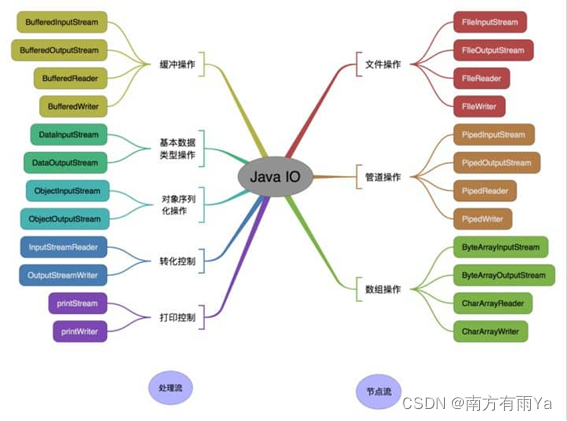 BufferedInputStream
BufferedOutputStream
BufferedReader
BufferedWriter
缓冲操作
DataInputStream
DataOutputStream
基本数据
类型操作
ObjectInputStream
ObjectOutputStream
对象序列
化操作
InputStreamReader
OutputStreamWriter
转化控制
printStream
printWriter
打印控制
Java IO
文件操作
FIleInputStream
FIleOutputStream
FIleReader
FIleWriter
管道操作
PipedInputStream
PipedOutputStream
PipedReader
PipedWriter
数组操作
ByteArrayInputStream
ByteArrayOutputStream
CharArrayReader
CharArrayWriter
处理流
节点流
CSDN @南方有雨Ya